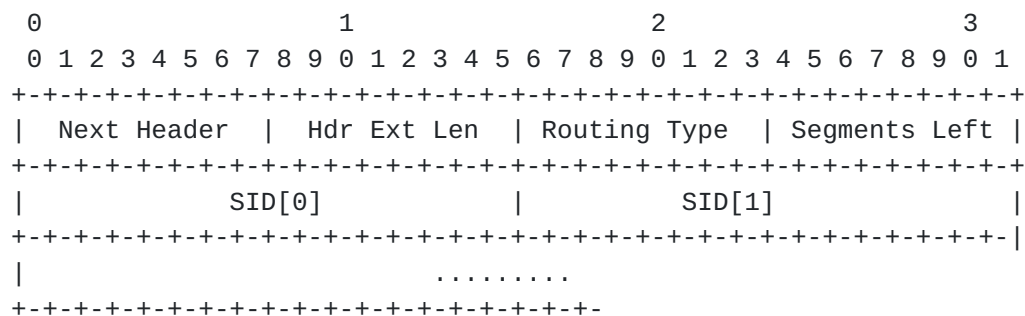 0                   1                   2                   3
 0 1 2 3 4 5 6 7 8 9 0 1 2 3 4 5 6 7 8 9 0 1 2 3 4 5 6 7 8 9 0 1
+-+-+-+-+-+-+-+-+-+-+-+-+-+-+-+-+-+-+-+-+-+-+-+-+-+-+-+-+-+-+-+-+
|  Next Header  |  Hdr Ext Len  | Routing Type  | Segments Left |
+-+-+-+-+-+-+-+-+-+-+-+-+-+-+-+-+-+-+-+-+-+-+-+-+-+-+-+-+-+-+-+-+
|             SID[0]            |          SID[1]               |
+-+-+-+-+-+-+-+-+-+-+-+-+-+-+-+-+-+-+-+-+-+-+-+-+-+-+-+-+-+-+-+-|
|                          .........
+-+-+-+-+-+-+-+-+-+-+-+-+-+-+-+-+-+-+-